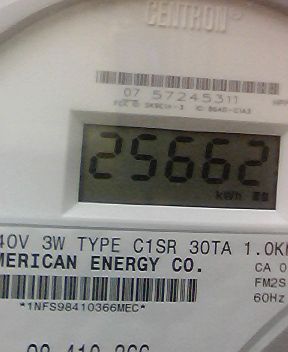 CENTRON®
07 57245311
25662
kWh
40V 3W TYPE C1SR 30TA 1.0K
MERICAN ENERGY CO.
CA 0
FM2S
60Hz
*1NFS98410366MEC*